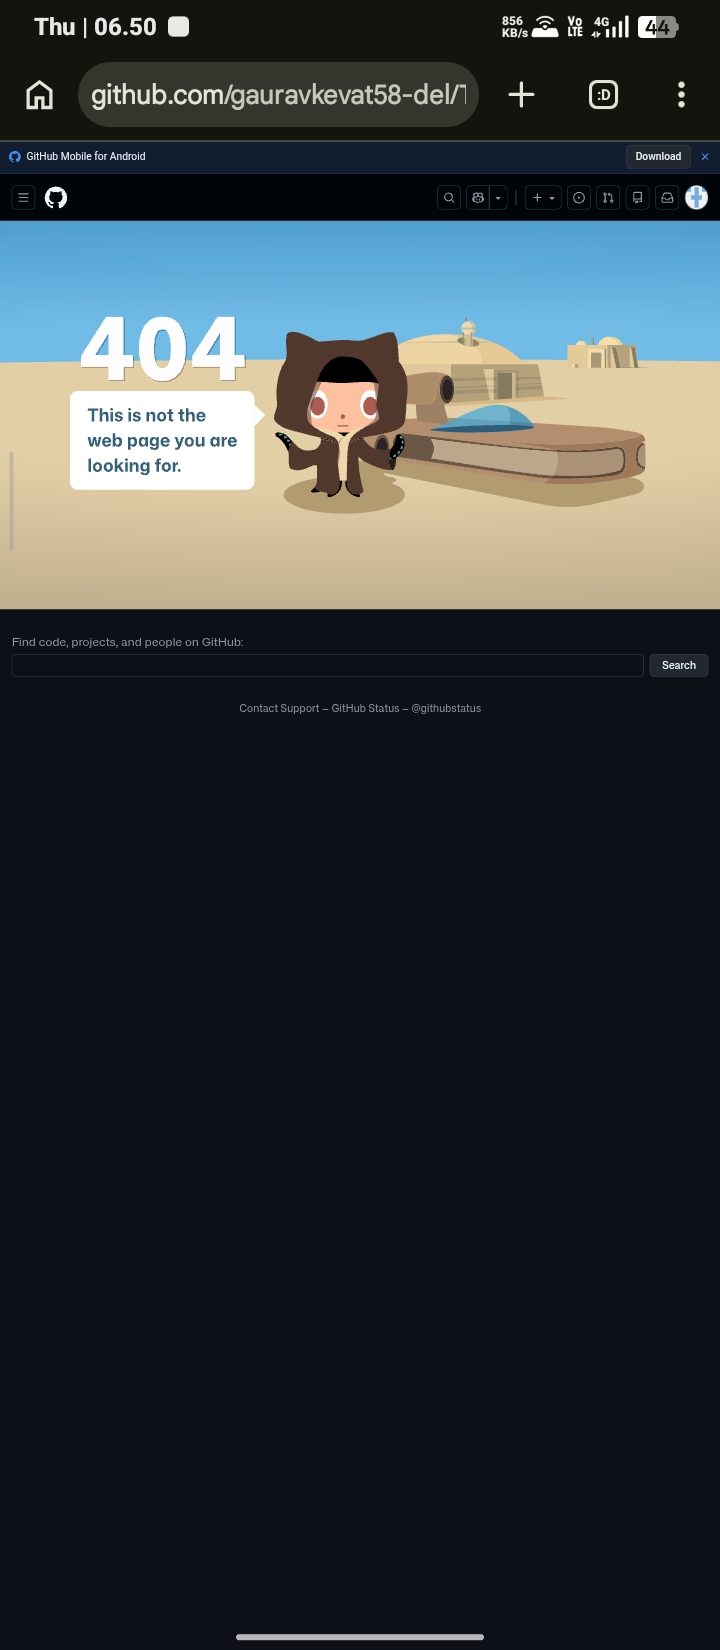 Thu | 06.50
856
KB/s
Vo
LTE
4G
44
github.com/gauravkevat58-del/
:D
GitHub Mobile for Android
Download
404
This is not the
web page you are
looking for.
Find code, projects, and people on GitHub:
Search
Contact Support — GitHub Status — @githubstatus